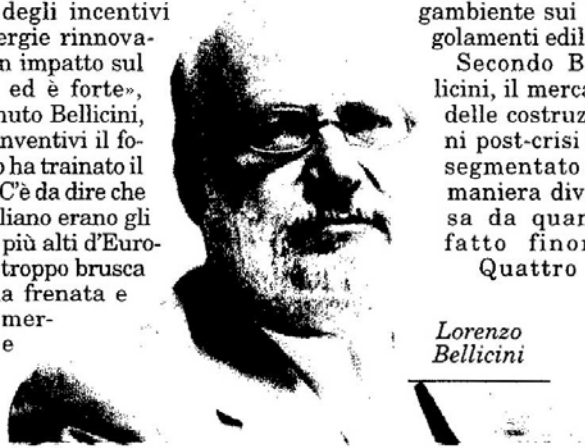 degli incentivi
ergie rinnova-
n impatto sul
ed è forte»,
nuto Bellicini,
nventivi il fo-
o ha trainato il
C'è da dire che
liano erano gli
più alti d'Euro-
troppo brusca
a frenata e
mer-
e
gambiente sui
golamenti edil
Secondo B
licini, il merca
delle costruz
ni post-crisi
segmentato
maniera div
sa da quan
fatto finor
Quattro
Lorenzo
Bellicini